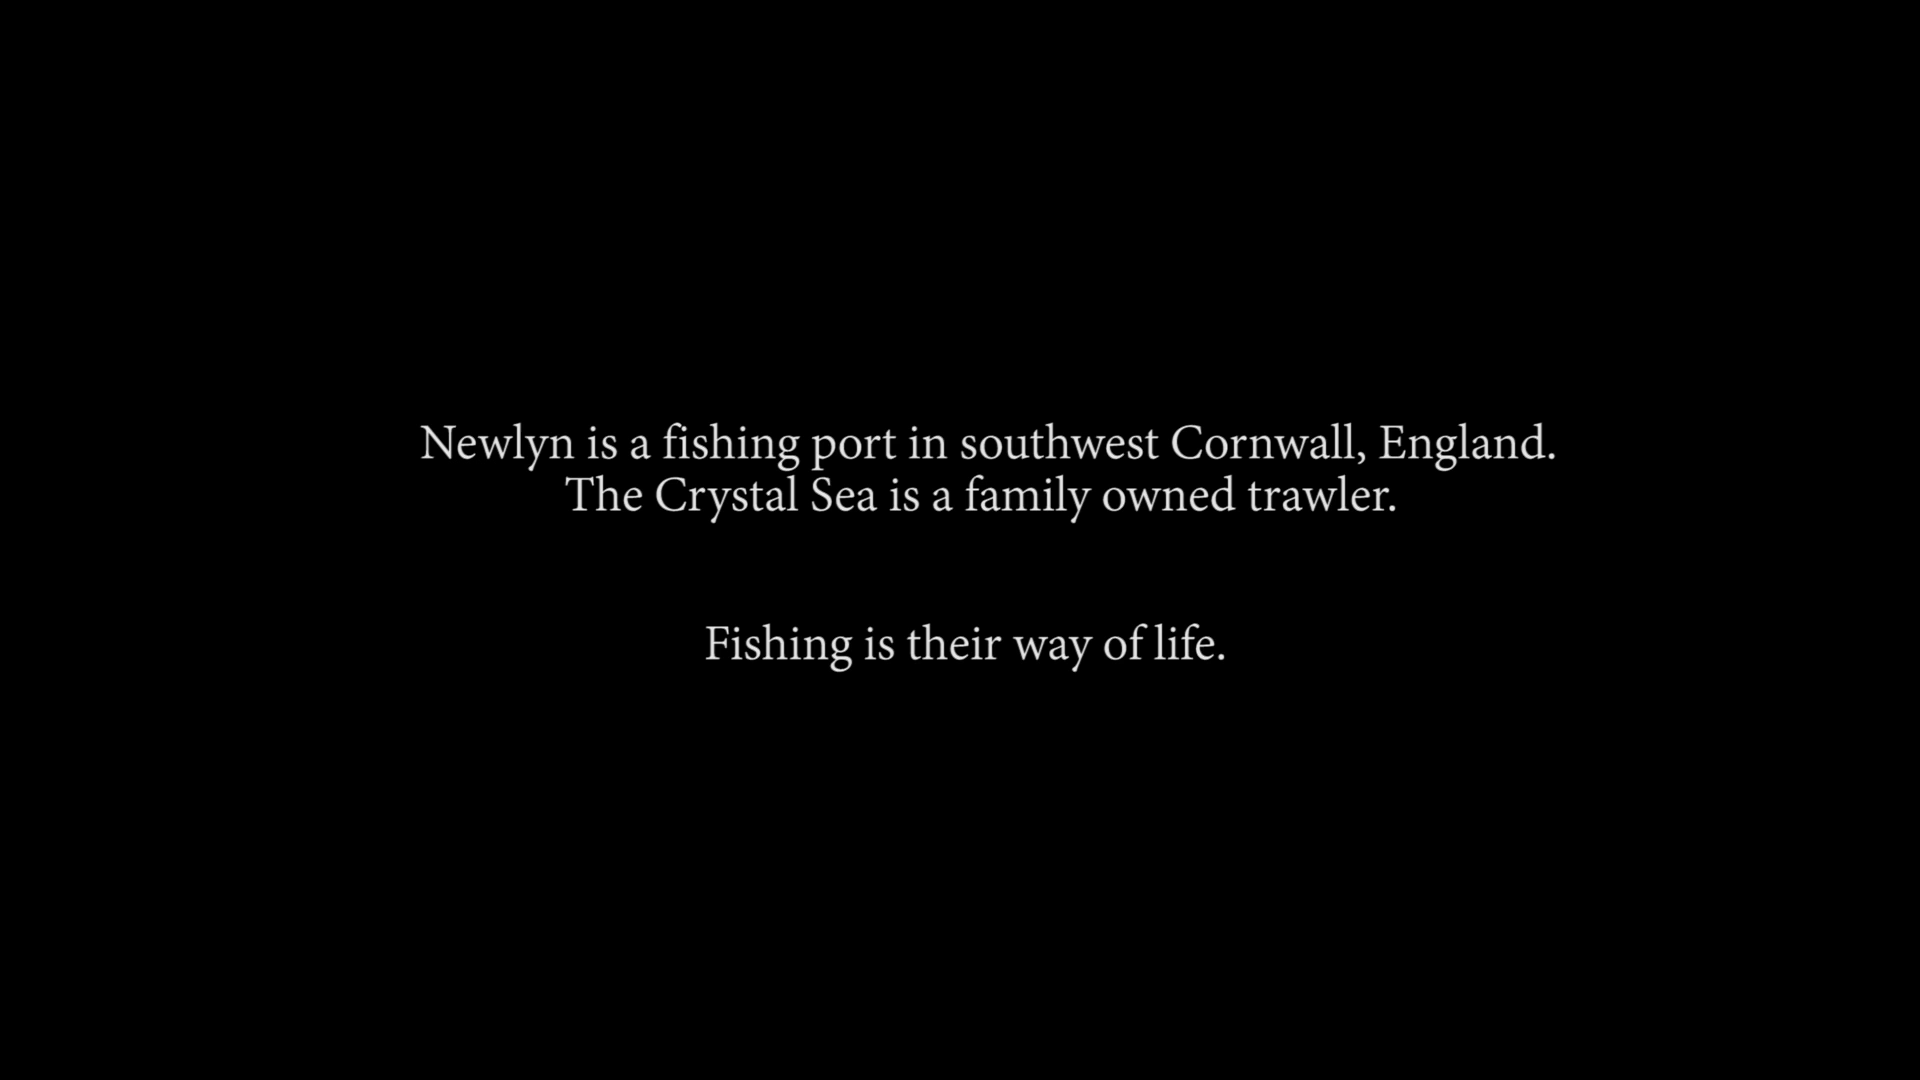 Newlyn is a fishing port in southwest Cornwall, England.
The Crystal Sea is a family owned trawler.
Fishing is their way of life.